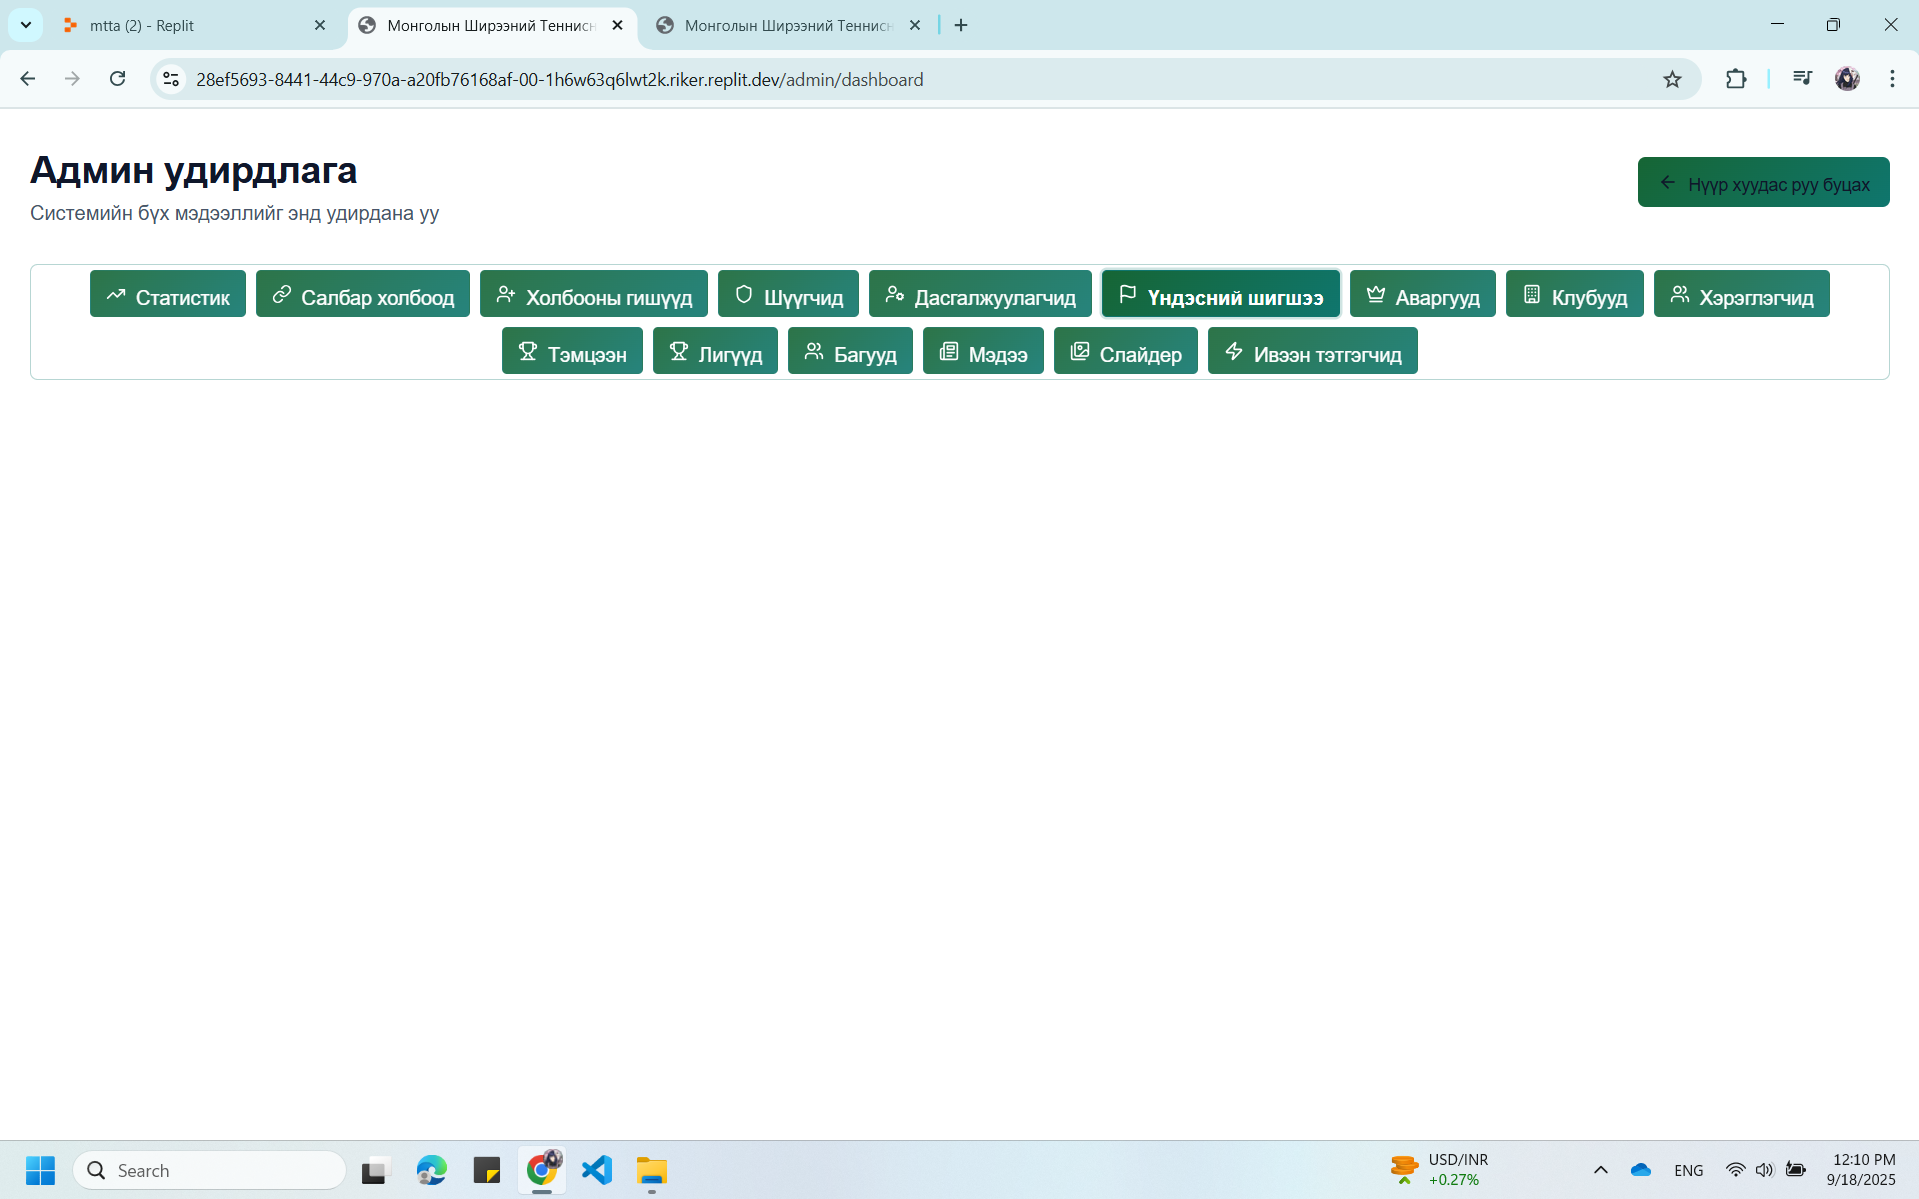 mtta (2) - Replit
Монголын Ширээний Теннисн
Монголын Ширээний Теннисн
28ef5693-8441-44c9-970a-a20fb76168af-00-1h6w63q6lwt2k.riker.replit.dev/admin/dashboard
Админ удирдлага
Системийн бүх мэдээллийг энд удирдана уу
Нүүр хуудас руу буцах
Статистик
Салбар холбоод
Холбооны гишүүд
Шүүгчид
Дасгалжуулагчид
Үндэсний шигшээ
Аваргууд
Клубууд
Хэрэглэгчид
Тэмцээн
Лигүүд
Багууд
Мэдээ
Слайдер
Ивээн тэтгэгчид
Search
USD/INR
+0.27%
ENG
12:10 PM
9/18/2025